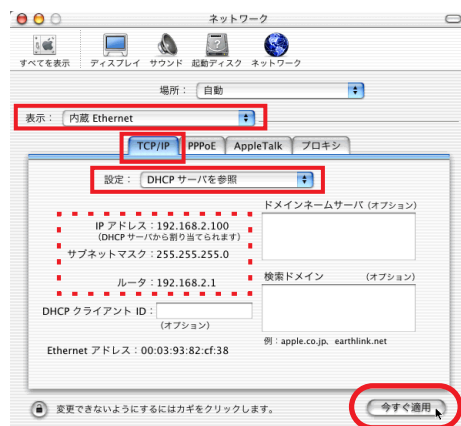 ネットワーク
すべてを表示 ディスプレイ サウンド 起動ディスク ネットワーク
場所： 自動
表示： 内蔵 Ethernet
TCP/IP PPPoE AppleTalk プロキシ
設定： DHCP サーバを参照
ドメインネームサーバ (オプション)
IP アドレス：192.168.2.100
(DHCP サーバから割り当てられます)
サブネットマスク：255.255.255.0
ルータ：192.168.2.1
検索ドメイン (オプション)
DHCP クライアント ID：
(オプション)
例：apple.co.jp、earthlink.net
Ethernet アドレス：00:03:93:82:cf:38
変更できないようにするにはカギをクリックします。
今すぐ適用